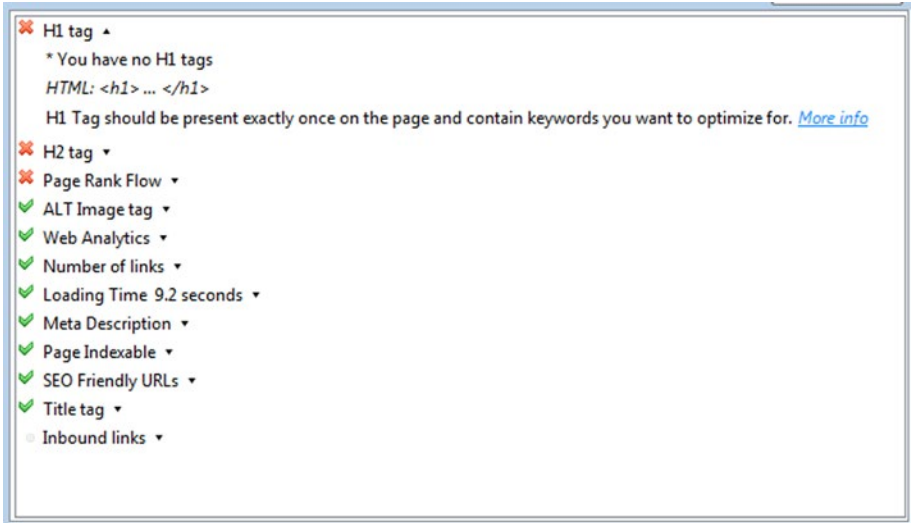 H1 tag
* You have no H1 tags
HTML: <h1> ... </h1>
H1 Tag should be present exactly once on the page and contain keywords you want to optimize for. More info
H2 tag
Page Rank Flow
ALT Image tag
Web Analytics
Number of links
Loading Time 9.2 seconds
Meta Description
Page Indexable
SEO Friendly URLs
Title tag
Inbound links